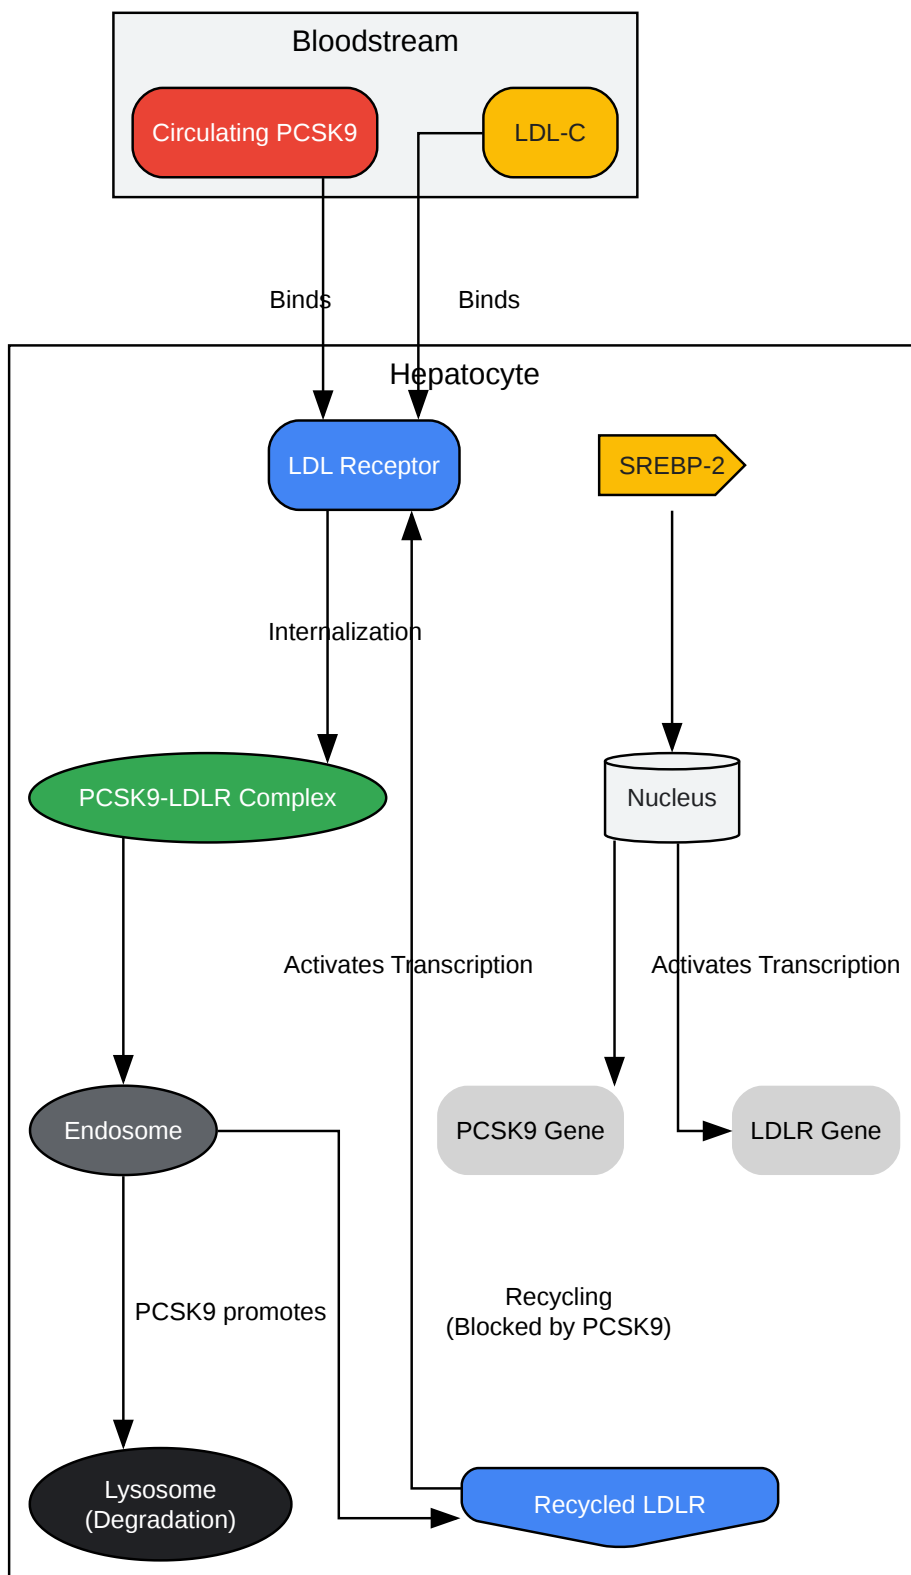 Bloodstream
Circulating PCSK9
LDL-C
Binds
Binds
Hepatocyte
LDL Receptor
SREBP-2
Internalization
PCSK9-LDLR Complex
Nucleus
Activates Transcription
Activates Transcription
Endosome
PCSK9 Gene
LDLR Gene
PCSK9 promotes
Recycling
(Blocked by PCSK9)
Lysosome
(Degradation)
Recycled LDLR